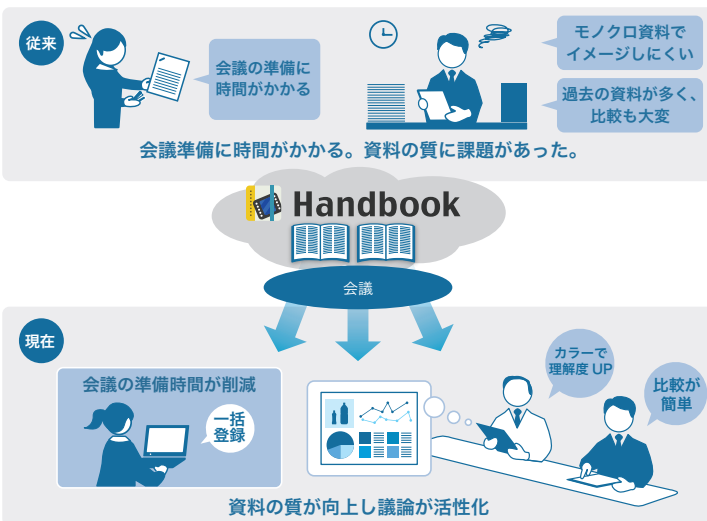 従来
会議の準備に
時間がかかる
モノクロ資料で
イメージしにくい
過去の資料が多く、
比較も大変
会議準備に時間がかかる。資料の質に課題があった。
Handbook
会議
現在
会議の準備時間が削減
一括
登録
カラーで
理解度 UP
比較が
簡単
資料の質が向上し議論が活性化